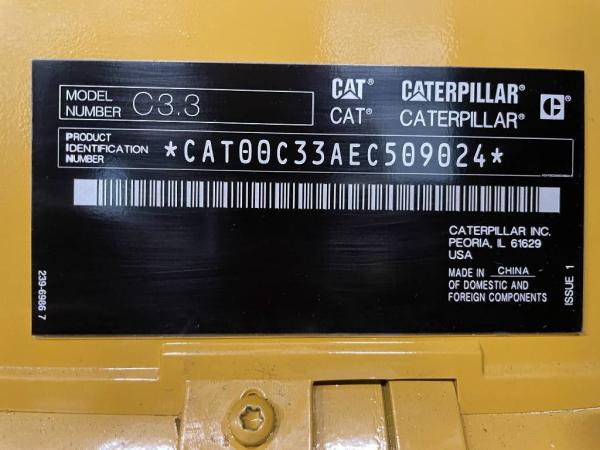 MODEL
NUMBER C3.3
CAT® CATERPILLAR®
CAT® CATERPILLAR®
PRODUCT
IDENTIFICATION
NUMBER
*CAT00C33AEC509024*
CATERPILLAR INC.
PEORIA, IL 61629
USA
MADE IN CHINA
OF DOMESTIC AND
FOREIGN COMPONENTS
ISSUE 1
239-6986 7